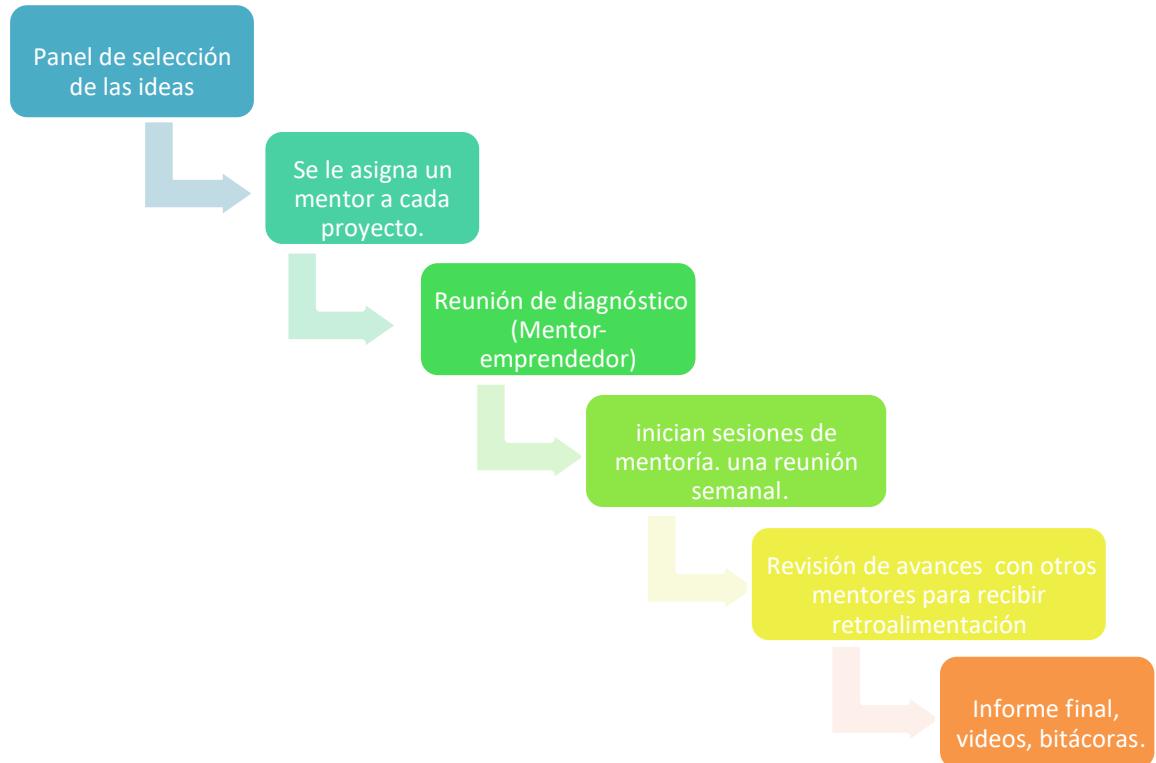 Panel de selección
de las ideas
Se le asigna un
mentor a cada
proyecto.
Reunión de diagnóstico
(Mentor-
emprendedor)
inician sesiones de
mentoría. una reunión
semanal.
Revisión de avances  con otros
mentores para recibir
retroalimentación
Informe final,
videos, bitácoras.